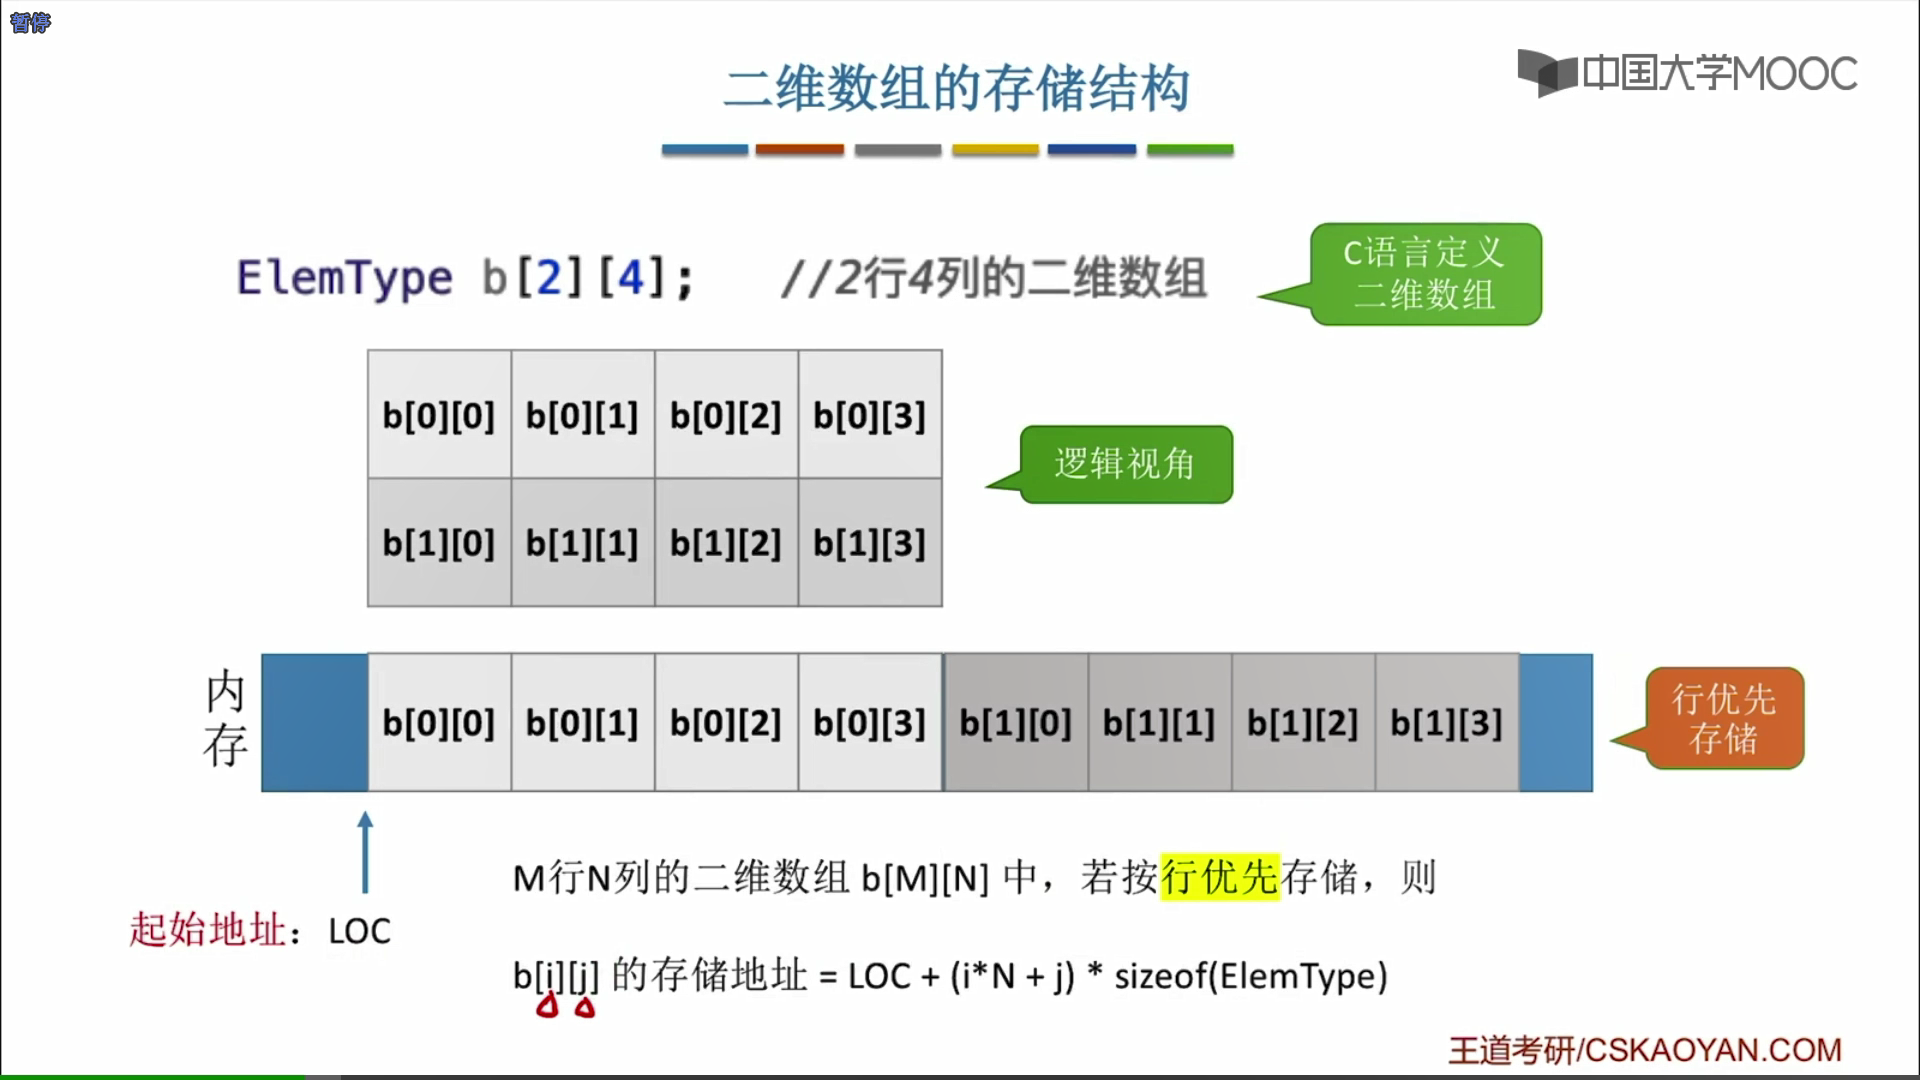 暂停
中国大学MOOC
二维数组的存储结构
ElemType b[2][4];   //2行4列的二维数组
C语言定义
二维数组
b[0][0] b[0][1] b[0][2] b[0][3]
逻辑视角
b[1][0] b[1][1] b[1][2] b[1][3]
内存
b[0][0] b[0][1] b[0][2] b[0][3] b[1][0] b[1][1] b[1][2] b[1][3]
行优先
存储
M行N列的二维数组 b[M][N] 中，若按行优先存储，则
起始地址：LOC
b[i][j] 的存储地址 = LOC + (i*N + j) * sizeof(ElemType)
王道考研/CSKAOYAN.COM